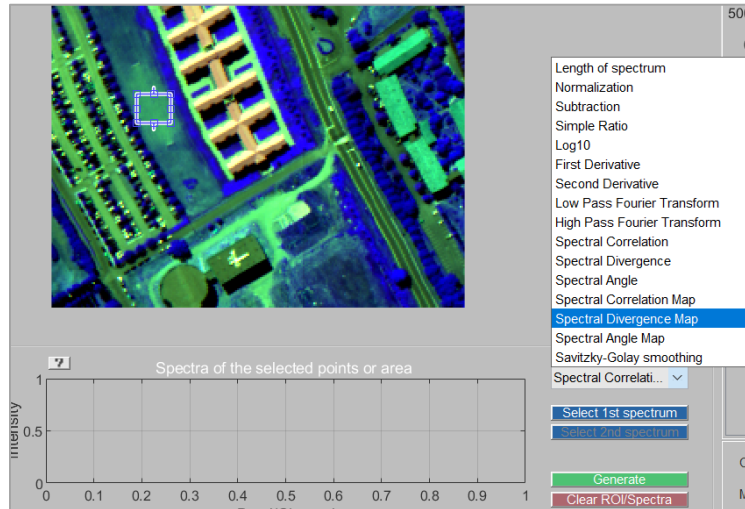 500
Length of spectrum
Normalization
Subtraction
Simple Ratio
Log10
First Derivative
Second Derivative
Low Pass Fourier Transform
High Pass Fourier Transform
Spectral Correlation
Spectral Divergence
Spectral Angle
Spectral Correlation Map
Spectral Divergence Map
Spectral Angle Map
Savitzky-Golay smoothing
Spectral Correlati...
?
Spectra of the selected points or area
Intensity
1
0.5
0
0 0.1 0.2 0.3 0.4 0.5 0.6 0.7 0.8 0.9 1
Select 1st spectrum
Select 2nd spectrum
Generate
Clear ROI/Spectra